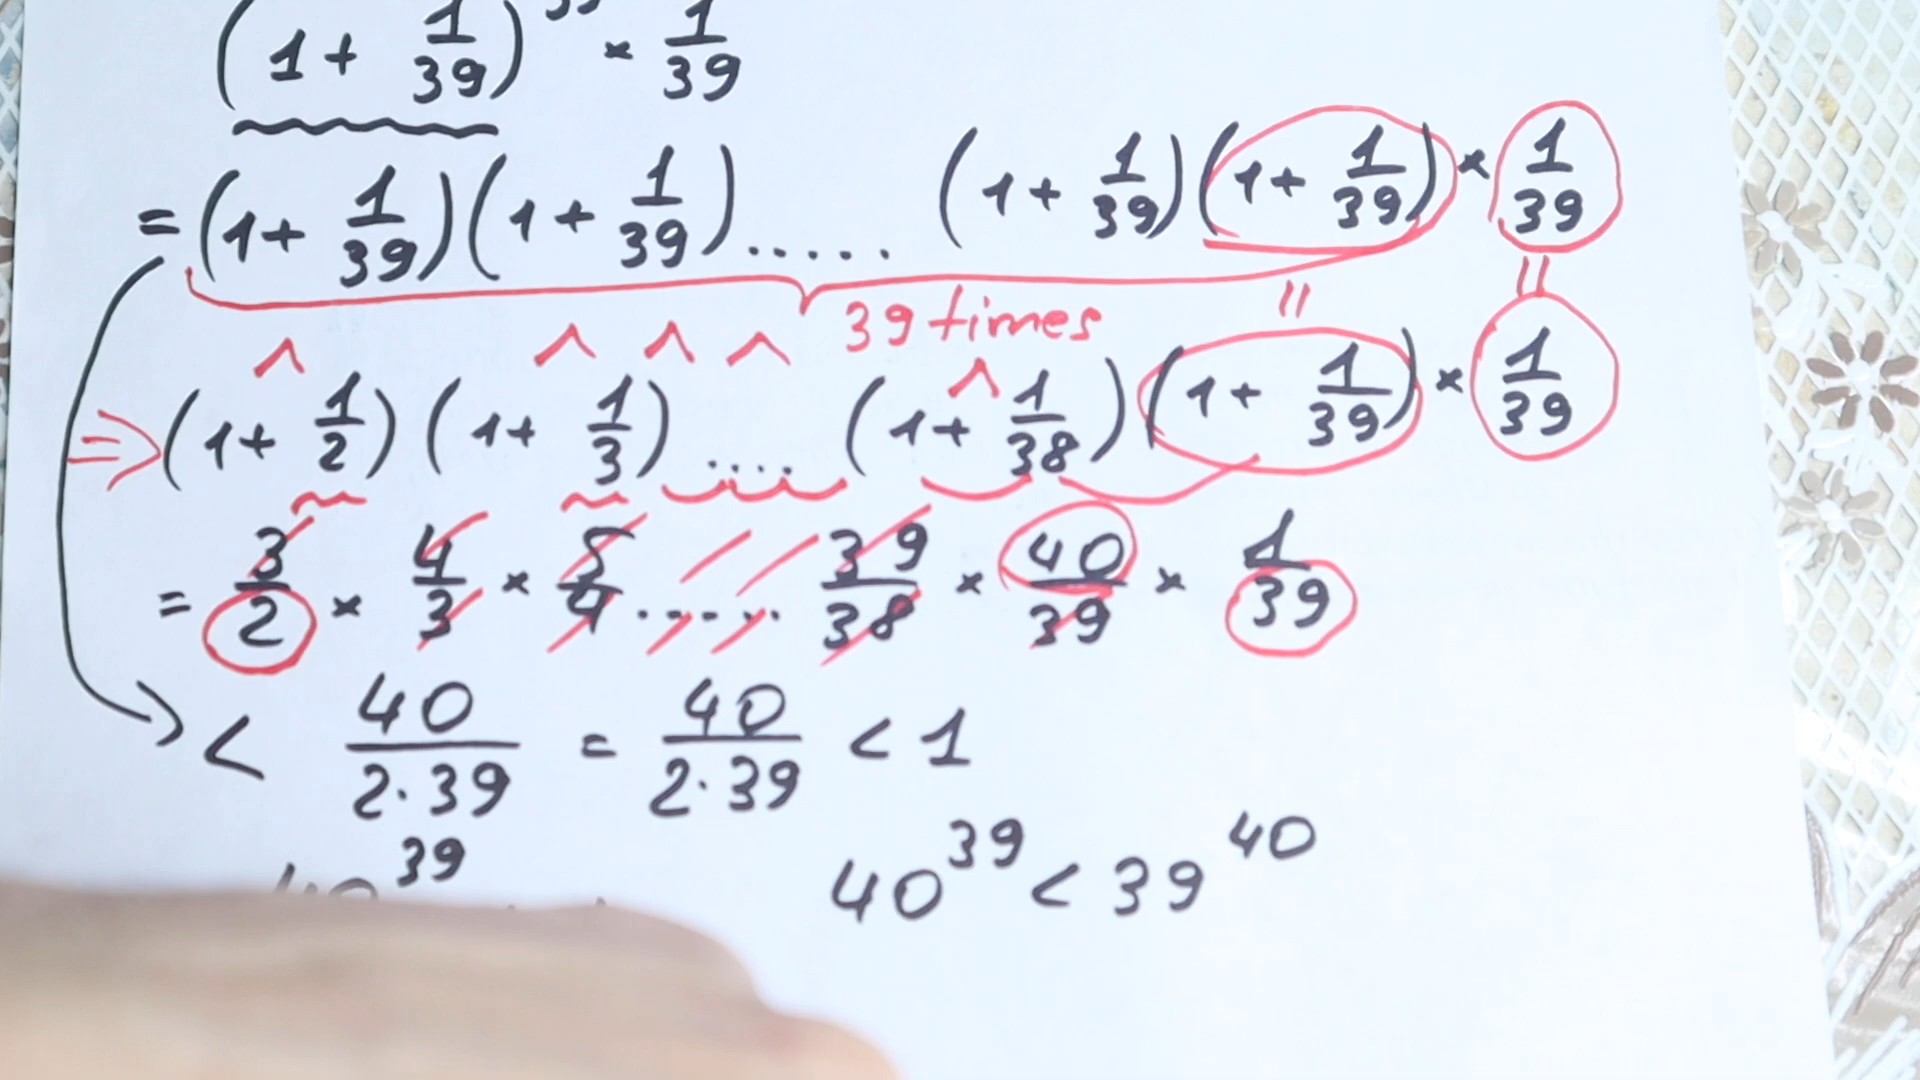 (1 + 1/39) × 1/39
= (1 + 1/39)(1 + 1/39).....(1 + 1/39)(1 + 1/39) × 1/39
39 times
⇒ (1 + 1/2)(1 + 1/3)....(1 + 1/38)(1 + 1/39) × 1/39
= 3/2 × 4/3 × 5/4 ...... 39/38 × 40/39 × 1/39
< 40/(2·39) = 40/(2·39) < 1
39
40^39 < 39^40